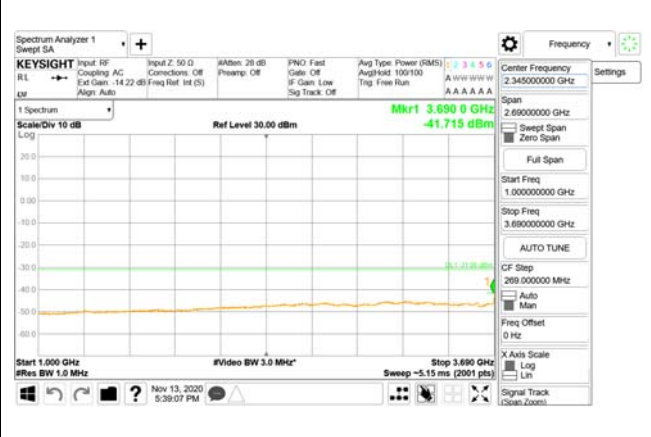 Spectrum Analyzer 1
Swept SA
Frequency
KEYSIGHT
Input: RF
Input Z: 50 Ω
#Atten: 28 dB
PNO: Fast
Avg Type: Power (RMS)
1 2 3 4 5 6
RL
Coupling: AC
Corrections: Off
Preamp: Off
Gate: Off
Avg|Hold: 100/100
A W W W W W
Ext Gain: -14.22 dB
Freq Ref: Int (S)
IF Gain: Low
Trig: Free Run
Align: Auto
Sig Track: Off
A A A A A A
1 Spectrum
Mkr1 3.690 0 GHz
Scale/Div 10 dB
Ref Level 30.00 dBm
-41.715 dBm
Log
20.0
10.0
0.00
-10.0
-20.0
-30.0
-40.0
-50.0
-60.0
1
Start 1.000 GHz
#Video BW 3.0 MHz*
Stop 3.690 GHz
#Res BW 1.0 MHz
Sweep ~5.15 ms (2001 pts)
Nov 13, 2020
5:39:07 PM
?
Center Frequency
2.345000000 GHz
Settings
Span
2.69000000 GHz
Swept Span
Zero Span
Full Span
Start Freq
1.000000000 GHz
Stop Freq
3.690000000 GHz
AUTO TUNE
CF Step
269.000000 MHz
Auto
Man
Freq Offset
0 Hz
X Axis Scale
Log
Lin
Signal Track
(Span Zoom)